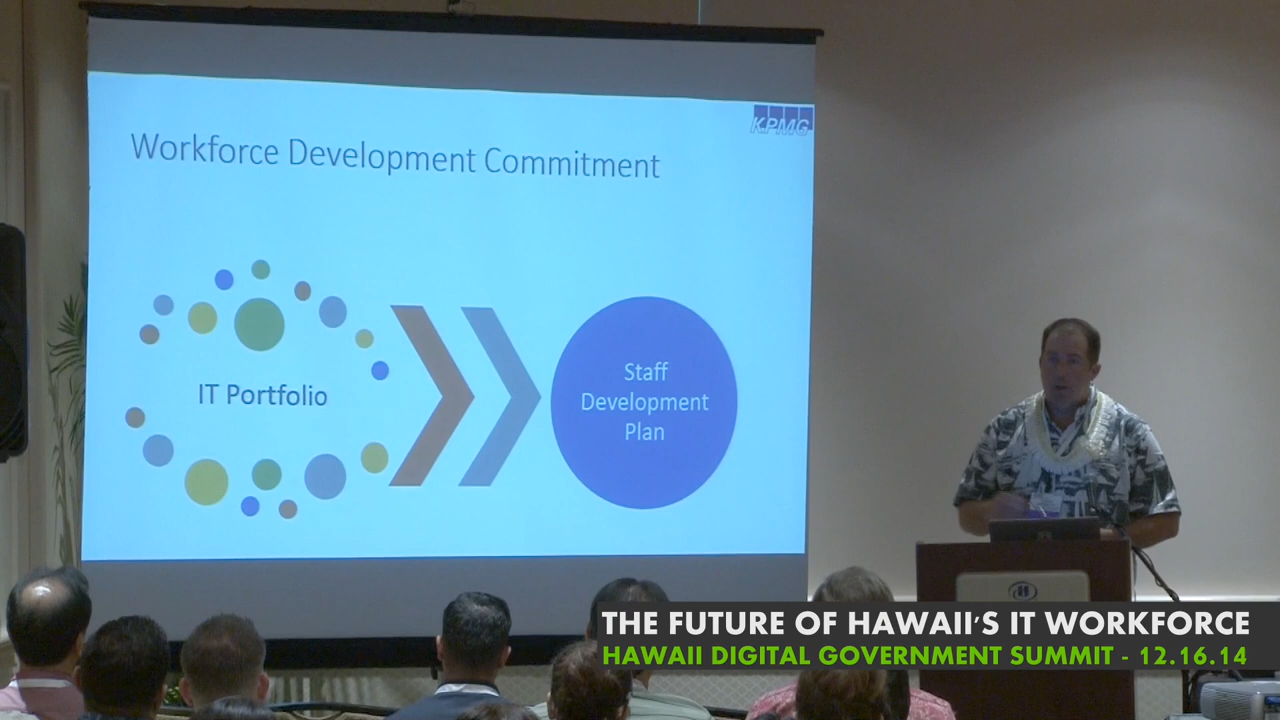 KPMG
Workforce Development Commitment
IT Portfolio
Staff
Development
Plan
THE FUTURE OF HAWAII'S IT WORKFORCE
HAWAII DIGITAL GOVERNMENT SUMMIT - 12.16.14